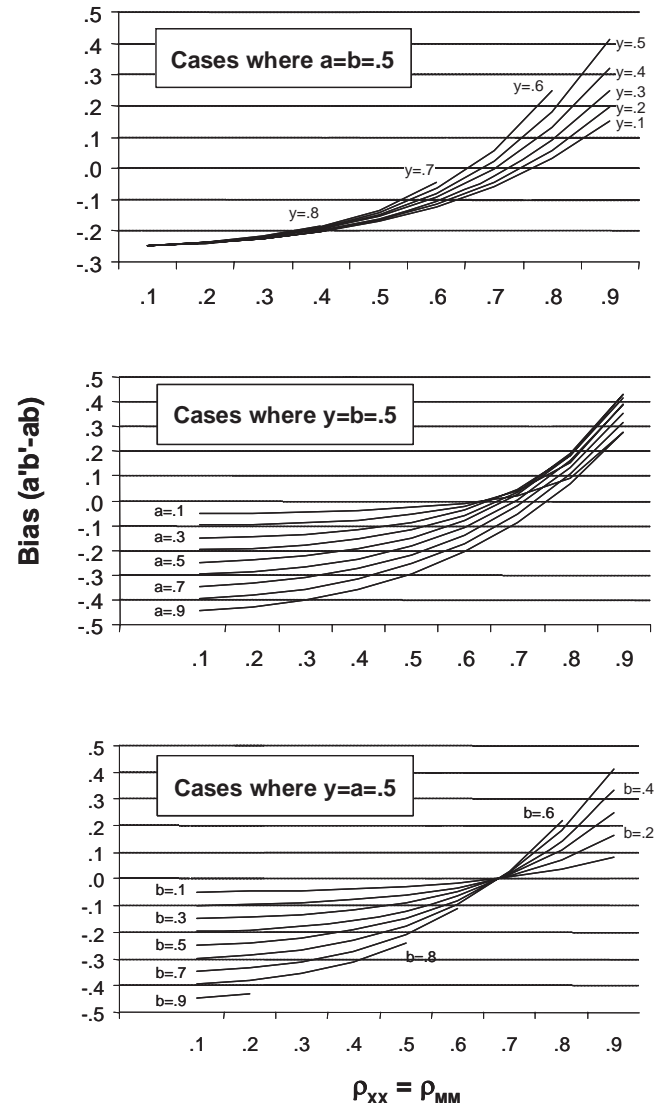 .5
.4
.3
.2
.1
.0
-.1
-.2
-.3
Cases where a=b=.5
y=.5
y=.4
y=.3
y=.2
y=.1
y=.6
y=.7
y=.8
.1 .2 .3 .4 .5 .6 .7 .8 .9
Bias (a'b'-ab)
.5
.4
.3
.2
.1
.0
-.1
-.2
-.3
-.4
-.5
Cases where y=b=.5
a=.1
a=.3
a=.5
a=.7
a=.9
.1 .2 .3 .4 .5 .6 .7 .8 .9
.5
.4
.3
.2
.1
.0
-.1
-.2
-.3
-.4
-.5
Cases where y=a=.5
b=.4
b=.6
b=.2
b=.1
b=.3
b=.5
b=.7
b=.8
b=.9
.1 .2 .3 .4 .5 .6 .7 .8 .9
ρXX = ρMM